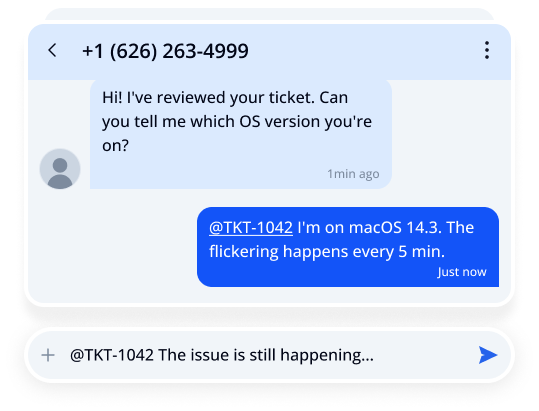 +1 (626) 263-4999
Hi! I've reviewed your ticket. Can
you tell me which OS version you're
on?
1min ago
@TKT-1042 I'm on macOS 14.3. The
flickering happens every 5 min.
Just now
@TKT-1042 The issue is still happening...